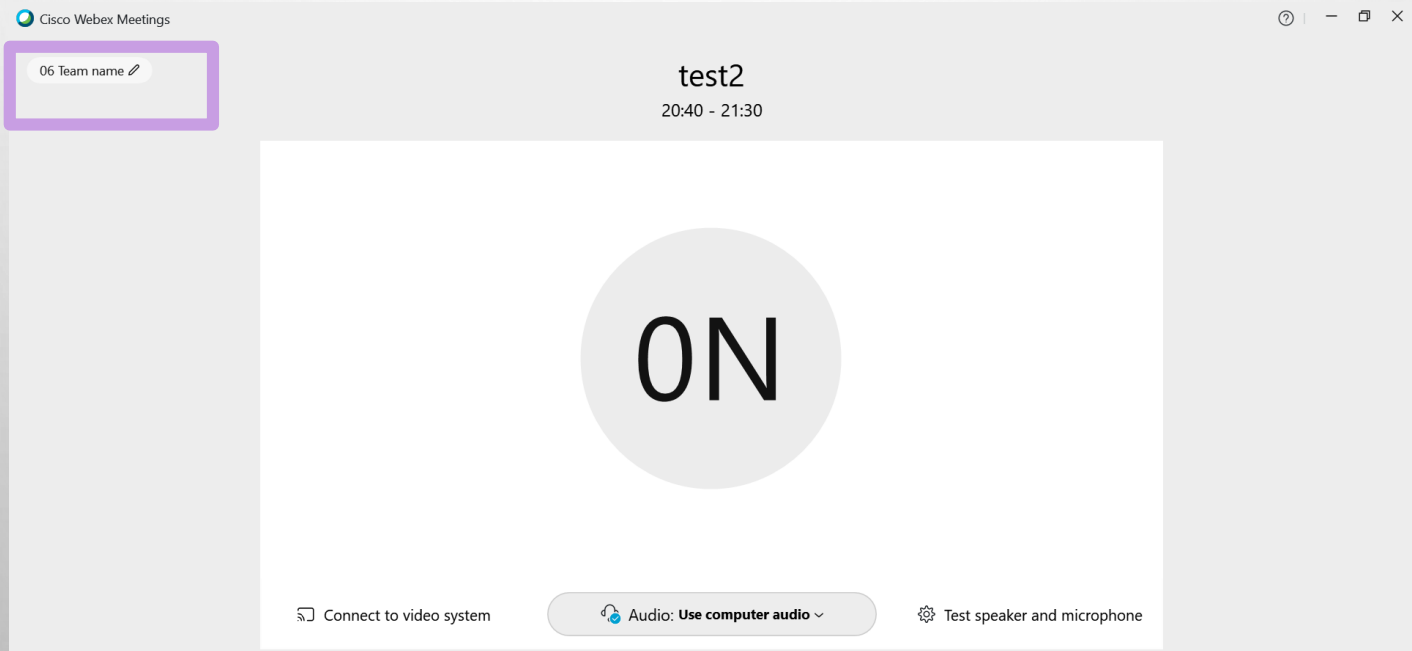 Cisco Webex Meetings
06 Team name
test2
20:40 - 21:30
0N
Connect to video system
Audio: Use computer audio
Test speaker and microphone